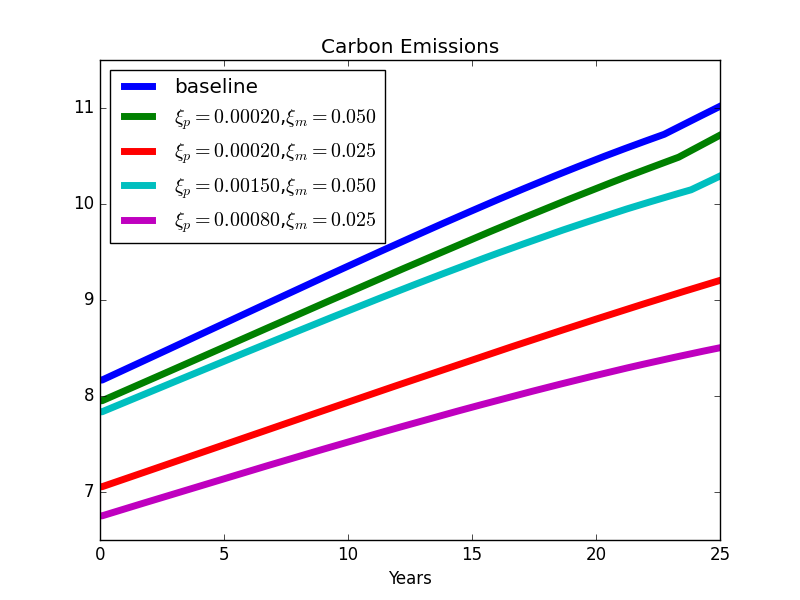 Carbon Emissions
baseline
ξp = 0.00020,ξm = 0.050
ξp = 0.00020,ξm = 0.025
ξp = 0.00150,ξm = 0.050
ξp = 0.00080,ξm = 0.025
11
10
9
8
7
0 5 10 15 20 25
Years